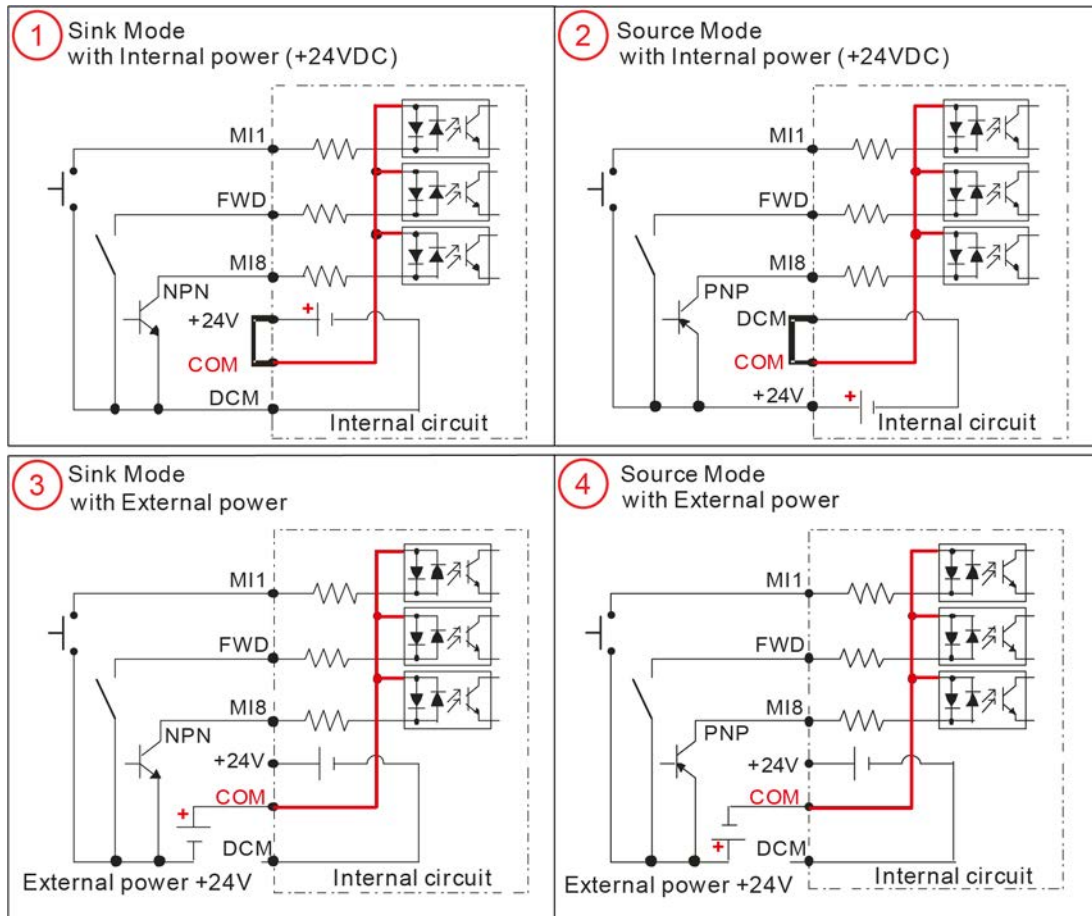 1
Sink Mode
with Internal power (+24VDC)
MI1
FWD
MI8
NPN
+24V
+
COM
DCM
Internal circuit
2
Source Mode
with Internal power (+24VDC)
MI1
FWD
MI8
PNP
DCM
COM
+24V
+
Internal circuit
3
Sink Mode
with External power
MI1
FWD
MI8
NPN
+24V
COM
+
DCM
External power +24V
Internal circuit
4
Source Mode
with External power
MI1
FWD
MI8
PNP
+24V
COM
+
DCM
External power +24V
Internal circuit